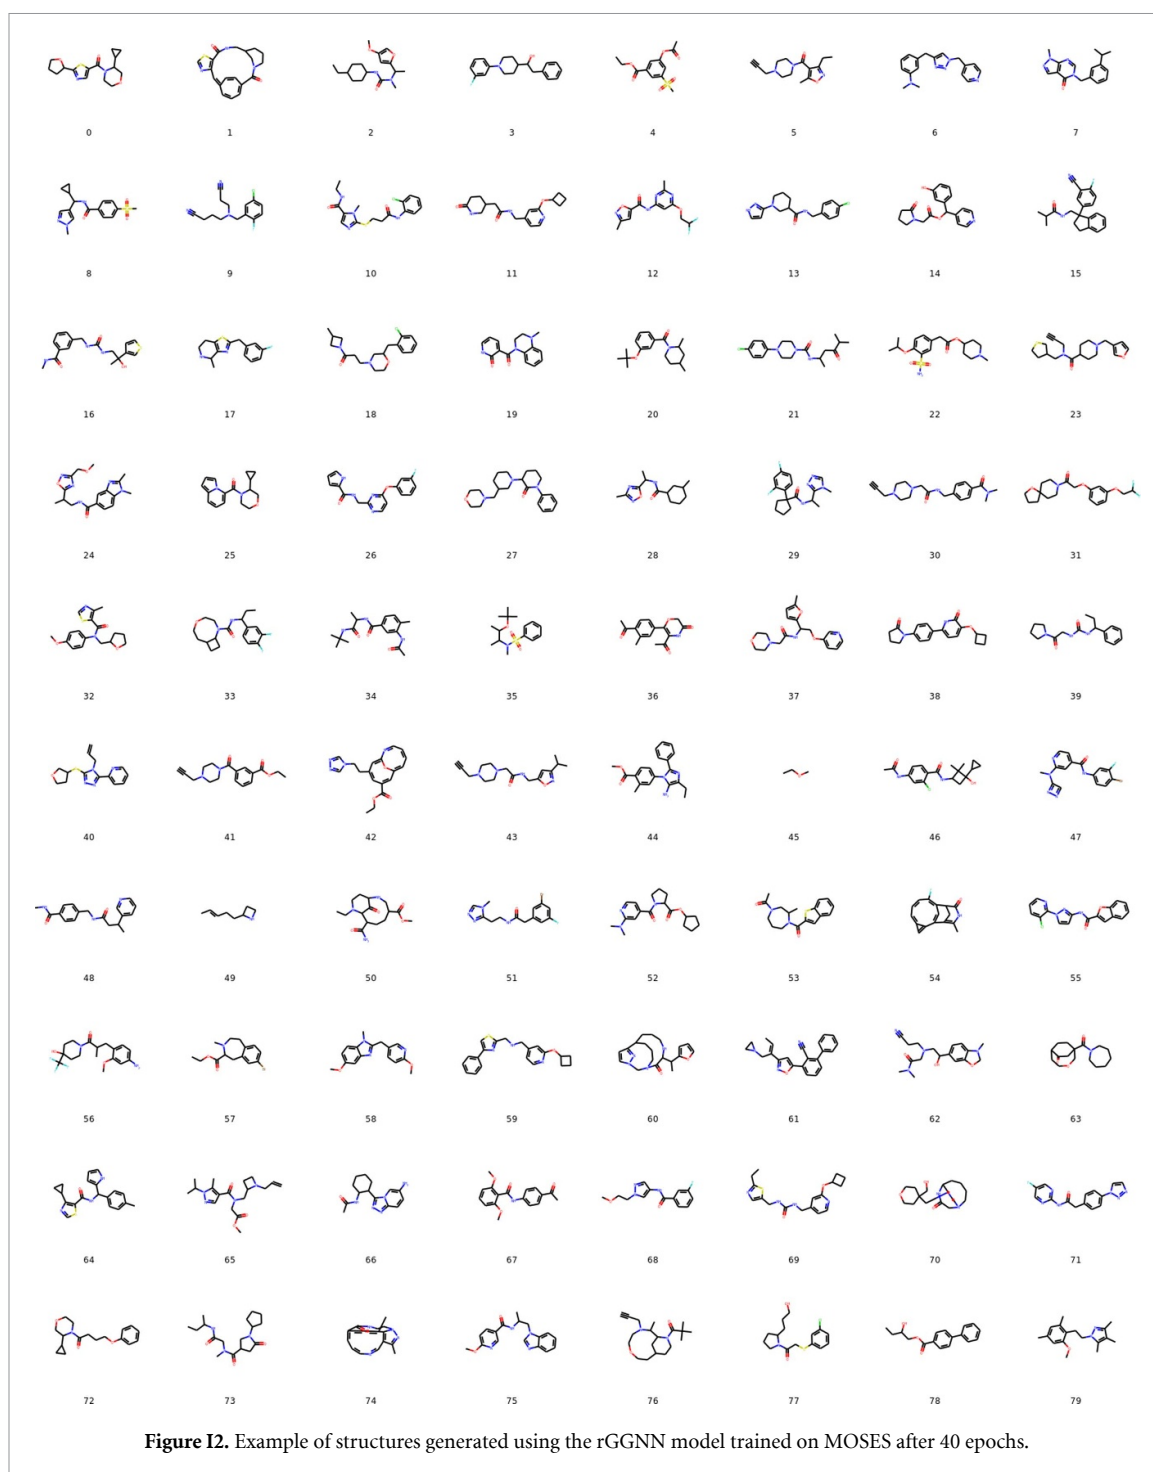 0 1 2 3 4 5 6 7
8 9 10 11 12 13 14 15
16 17 18 19 20 21 22 23
24 25 26 27 28 29 30 31
32 33 34 35 36 37 38 39
40 41 42 43 44 45 46 47
48 49 50 51 52 53 54 55
56 57 58 59 60 61 62 63
64 65 66 67 68 69 70 71
72 73 74 75 76 77 78 79
Figure I2. Example of structures generated using the rGGNN model trained on MOSES after 40 epochs.